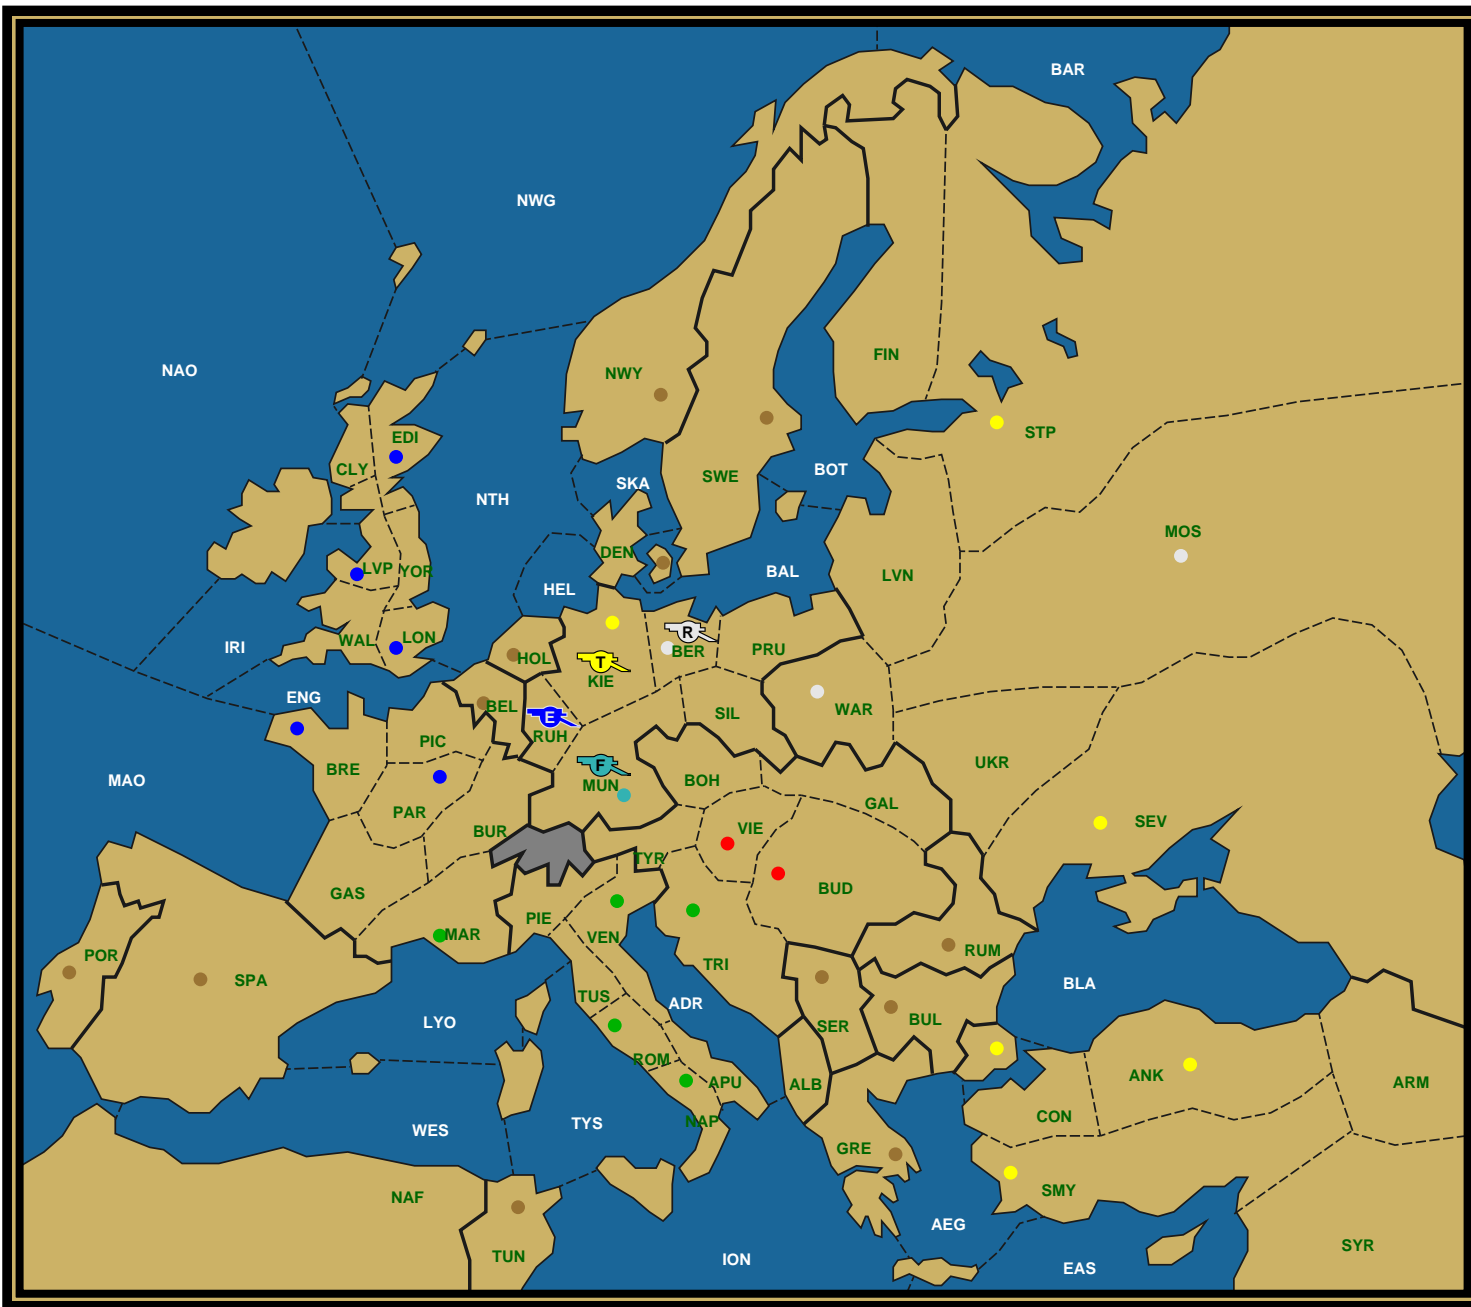 BAR
NWG
NAO
FIN
NWY
STP
EDI
CLY
SWE
BOT
SKA
NTH
MOS
DEN
LVP
YOR
BAL
LVN
HEL
R
IRI
WAL
LON
HOL
BER
PRU
T
KIE
ENG
BEL
E
RUH
SIL
WAR
PIC
UKR
BRE
F
MUN
BOH
MAO
GAL
PAR
BUR
VIE
SEV
TYR
BUD
GAS
PIE
MAR
VEN
POR
SPA
TRI
RUM
BLA
TUS
ADR
LYO
SER
BUL
ROM
APU
ALB
ANK
ARM
CON
NAP
TYS
WES
GRE
SMY
NAF
AEG
TUN
ION
SYR
EAS